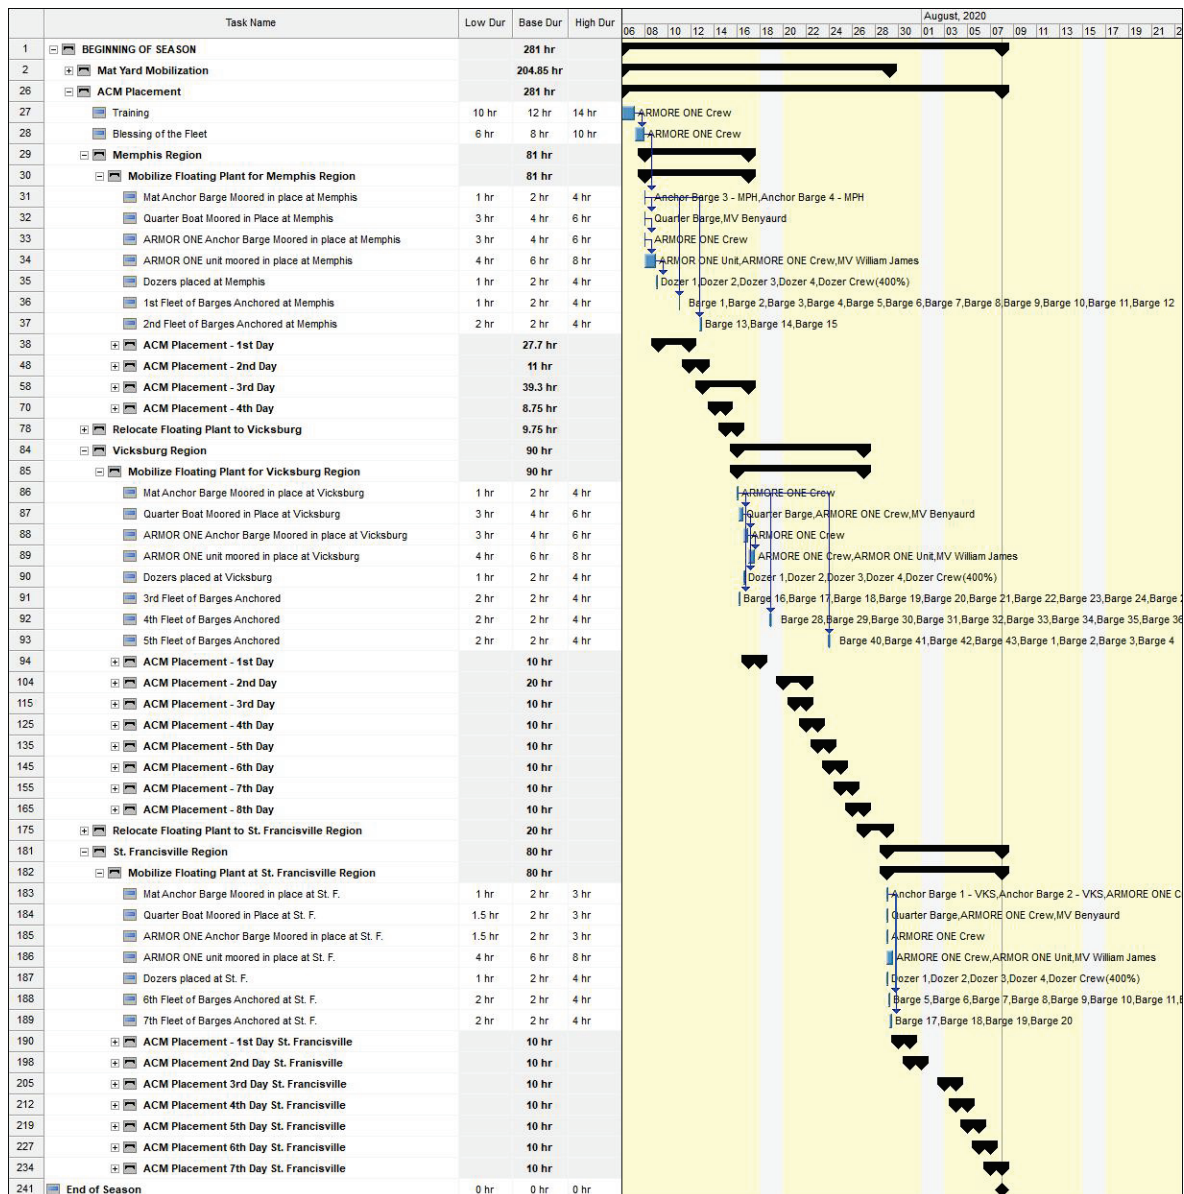 Task Name Low Dur Base Dur High Dur August, 2020
06 08 10 12 14 16 18 20 22 24 26 28 30 01 03 05 07 09 11 13 15 17 19 21
1 BEGINNING OF SEASON 281 hr
2 Mat Yard Mobilization 204.85 hr
26 ACM Placement 281 hr
27 Training 10 hr 12 hr 14 hr ARMORE ONE Crew
28 Blessing of the Fleet 6 hr 8 hr 10 hr ARMORE ONE Crew
29 Memphis Region 81 hr
30 Mobilize Floating Plant for Memphis Region 81 hr
31 Mat Anchor Barge Moored in Place at Memphis 1 hr 2 hr 4 hr Anchor Barge 3 - MPH,Anchor Barge 4 - MPH
32 Quarter Boat Moored in Place at Memphis 3 hr 4 hr 6 hr Quarter Barge,MV Benyaurd
33 ARMOR ONE Anchor Barge Moored in place at Memphis 3 hr 4 hr 6 hr ARMORE ONE Crew
34 ARMOR ONE unit moored in place at Memphis 4 hr 6 hr 8 hr ARMOR ONE Unit,ARMORE ONE Crew,MV William James
35 Dozers placed at Memphis 1 hr 2 hr 4 hr Dozer 1,Dozer 2,Dozer 3,Dozer 4,Dozer Crew(400%)
36 1st Fleet of Barges Anchored at Memphis 1 hr 2 hr 4 hr Barge 1,Barge 2,Barge 3,Barge 4,Barge 5,Barge 6,Barge 7,Barge 8,Barge 9,Barge 10,Barge 11,Barge 12
37 2nd Fleet of Barges Anchored at Memphis 2 hr 2 hr 4 hr Barge 13,Barge 14,Barge 15
38 ACM Placement - 1st Day 27.7 hr
48 ACM Placement - 2nd Day 11 hr
58 ACM Placement - 3rd Day 39.3 hr
70 ACM Placement - 4th Day 8.75 hr
78 Relocate Floating Plant to Vicksburg 9.75 hr
84 Vicksburg Region 90 hr
85 Mobilize Floating Plant for Vicksburg Region 90 hr
86 Mat Anchor Barge Moored in place at Vicksburg 1 hr 2 hr 4 hr ARMORE ONE Crew
87 Quarter Boat Moored in Place at Vicksburg 3 hr 4 hr 6 hr Quarter Barge,ARMORE ONE Crew,MV Benyaurd
88 ARMOR ONE Anchor Barge Moored in place at Vicksburg 3 hr 4 hr 6 hr ARMORE ONE Crew
89 ARMOR ONE unit moored in place at Vicksburg 4 hr 6 hr 8 hr ARMORE ONE Crew,ARMOR ONE Unit,MV William James
90 Dozers placed at Vicksburg 1 hr 2 hr 4 hr Dozer 1,Dozer 2,Dozer 3,Dozer 4,Dozer Crew(400%)
91 3rd Fleet of Barges Anchored 2 hr 2 hr 4 hr Barge 16,Barge 17,Barge 18,Barge 19,Barge 20,Barge 21,Barge 22,Barge 23,Barge 24,Barge 2
92 4th Fleet of Barges Anchored 2 hr 2 hr 4 hr Barge 28,Barge 29,Barge 30,Barge 31,Barge 32,Barge 33,Barge 34,Barge 35,Barge 36
93 5th Fleet of Barges Anchored 2 hr 2 hr 4 hr Barge 40,Barge 41,Barge 42,Barge 43,Barge 1,Barge 2,Barge 3,Barge 4
94 ACM Placement - 1st Day 10 hr
104 ACM Placement - 2nd Day 20 hr
115 ACM Placement - 3rd Day 10 hr
125 ACM Placement - 4th Day 10 hr
135 ACM Placement - 5th Day 10 hr
145 ACM Placement - 6th Day 10 hr
155 ACM Placement - 7th Day 10 hr
165 ACM Placement - 8th Day 10 hr
175 Relocate Floating Plant to St. Francisville Region 20 hr
181 St. Francisville Region 80 hr
182 Mobilize Floating Plant at St. Francisville Region 80 hr
183 Mat Anchor Barge Moored in place at St. F. 1 hr 2 hr 3 hr Anchor Barge 1 - VKS,Anchor Barge 2 - VKS,ARMORE ONE C
184 Quarter Boat Moored in Place at St. F. 1.5 hr 2 hr 3 hr Quarter Barge,ARMORE ONE Crew,MV Benyaurd
185 ARMOR ONE Anchor Barge Moored in place at St. F. 1.5 hr 2 hr 3 hr ARMORE ONE Crew
186 ARMOR ONE unit moored in place at St. F. 4 hr 6 hr 8 hr ARMORE ONE Crew,ARMOR ONE Unit,MV William James
187 Dozers placed at St. F. 1 hr 2 hr 4 hr Dozer 1,Dozer 2,Dozer 3,Dozer 4,Dozer Crew(400%)
188 6th Fleet of Barges Anchored at St. F. 2 hr 2 hr 4 hr Barge 5,Barge 6,Barge 7,Barge 8,Barge 9,Barge 10,Barge 11,
189 7th Fleet of Barges Anchored at St. F. 2 hr 2 hr 4 hr Barge 17,Barge 18,Barge 19,Barge 20
190 ACM Placement - 1st Day St. Francisville 10 hr
198 ACM Placement 2nd Day St. Franisville 10 hr
205 ACM Placement 3rd Day St. Francisville 10 hr
212 ACM Placement 4th Day St. Francisville 10 hr
219 ACM Placement 5th Day St. Francisville 10 hr
227 ACM Placement 6th Day St. Francisville 10 hr
234 ACM Placement 7th Day St. Francisville 10 hr
241 End of Season 0 hr 0 hr 0 hr